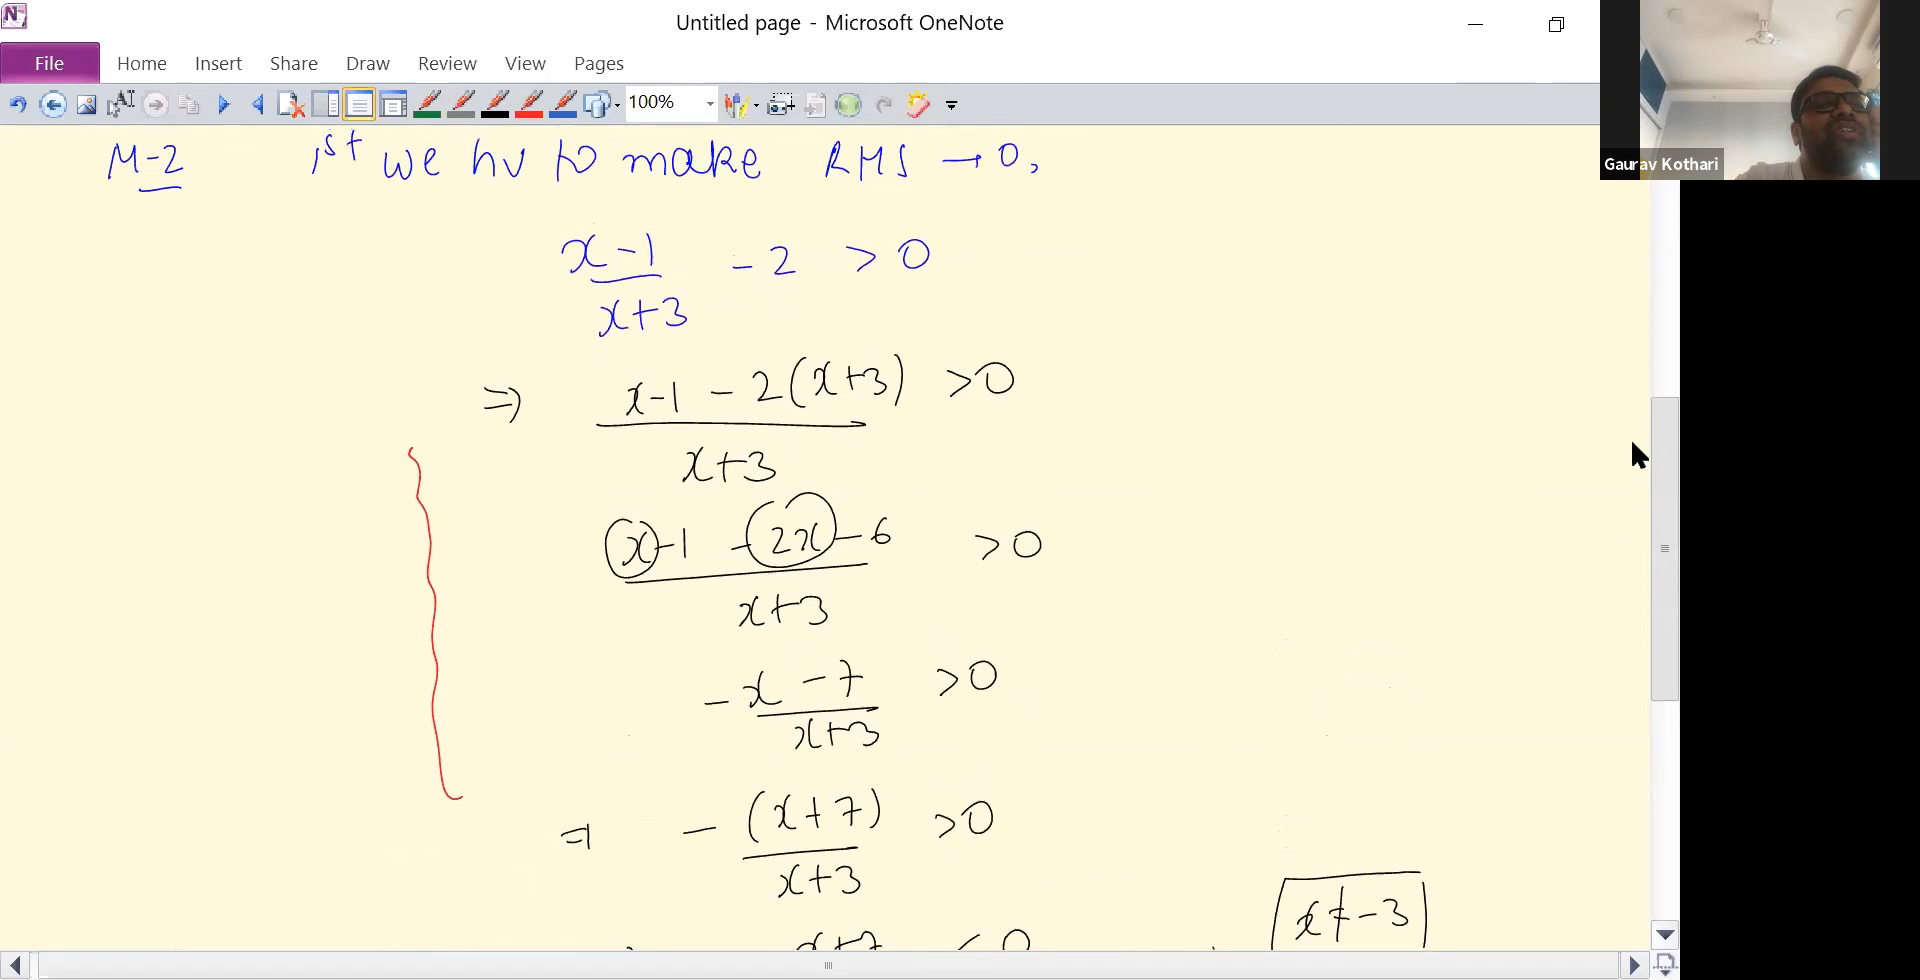 Untitled page - Microsoft OneNote
File Home Insert Share Draw Review View Pages
100%
Gaurav Kothari
M-2 1st we hv to make RHS → 0,
x-1
- 2 > 0
x+3
⇒ x-1 - 2(x+3) >0
x+3
x-1 -2x-6 >0
x+3
-x-7 >0
x+3
⇒ -(x+7) >0
x+3
x≠-3
x+7 < 0